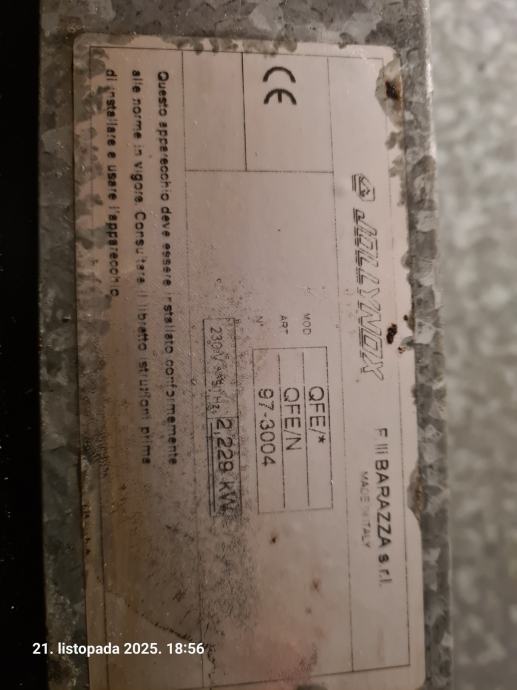 JOLLYNOX
F.lli BARAZZA s.r.l.
MADE IN ITALY
CE
MOD QFE/*
ART QFE/N
N° 97-3004
230 V Hz 2,229 kW
Questo apparecchio deve essere installato conformemente
alle norme in vigore. Consultare il libretto istruzioni prima
di installare e usare l'apparecchio.
21. listopada 2025. 18:56